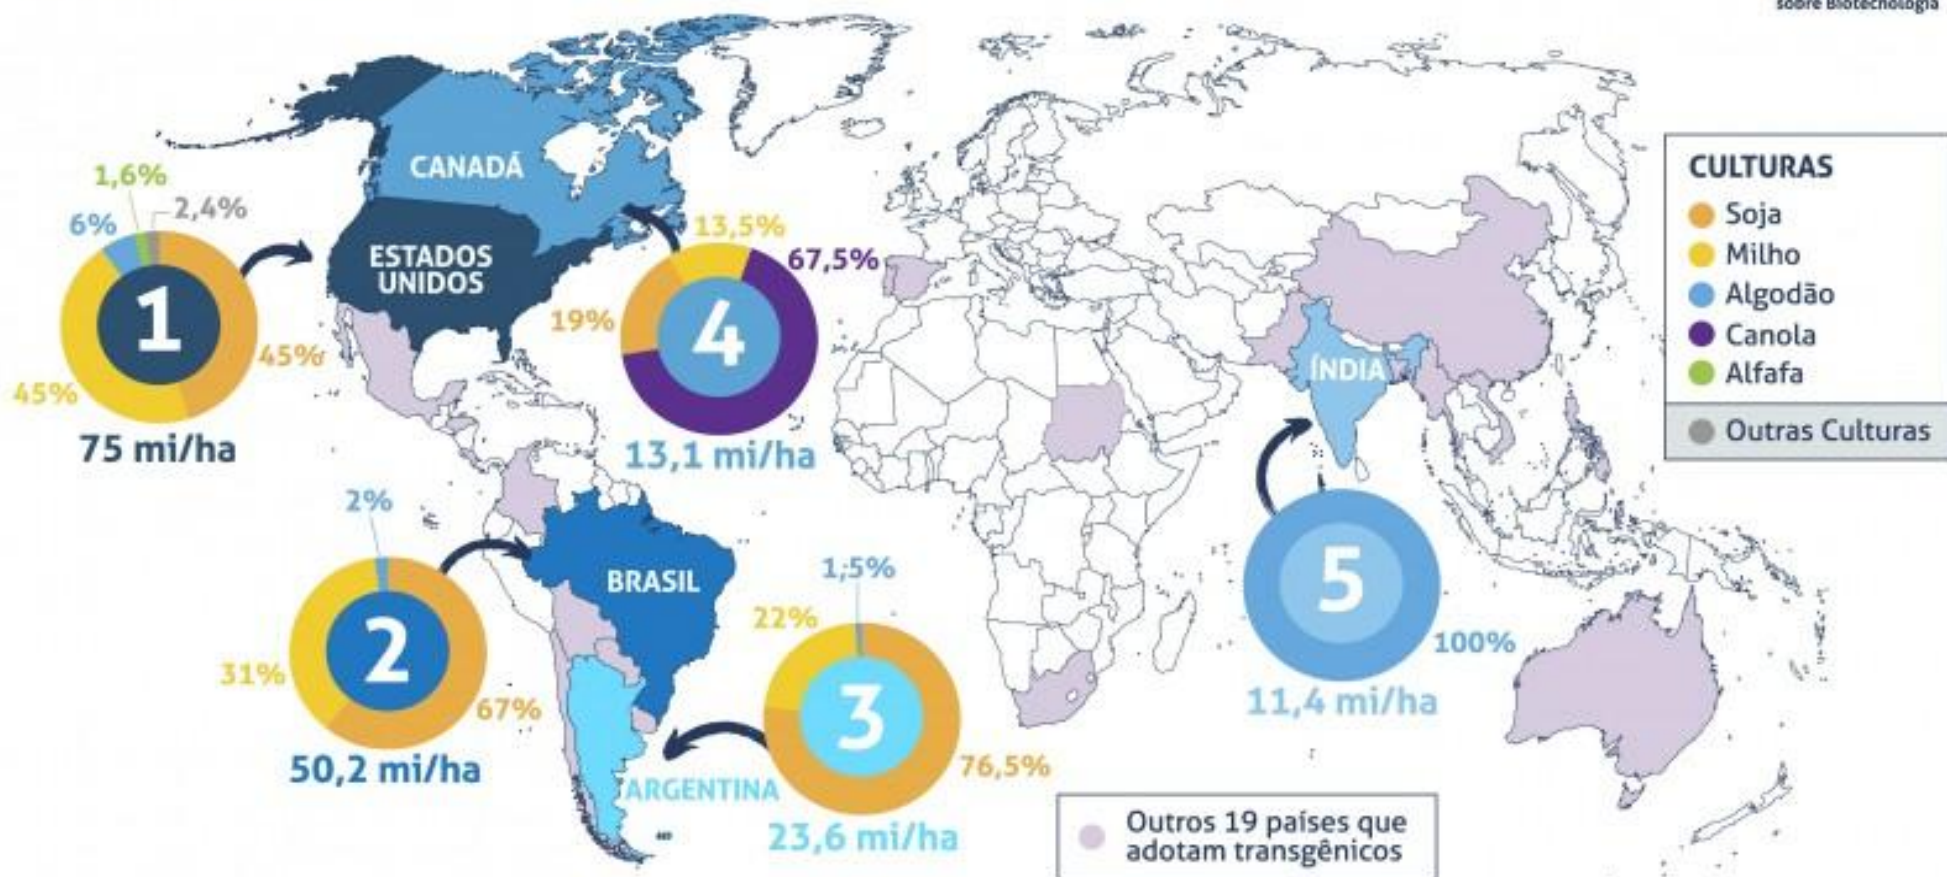 sobre Biotecnologia
CANADÁ
ESTADOS
UNIDOS
1,6%
2,4%
6%
1
45%
45%
75 mi/ha
13,5%
67,5%
19%
4
13,1 mi/ha
CULTURAS
Soja
Milho
Algodão
Canola
Alfafa
Outras Culturas
ÍNDIA
5
100%
11,4 mi/ha
BRASIL
2%
2
31%
67%
50,2 mi/ha
1,5%
22%
3
76,5%
ARGENTINA
23,6 mi/ha
Outros 19 países que
adotam transgênicos